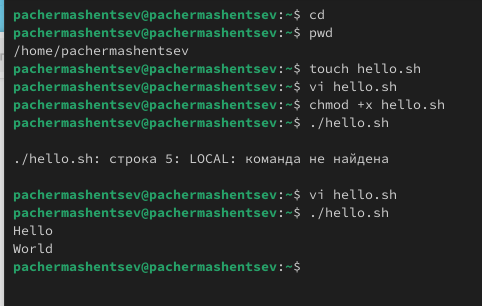 pachermashentsev@pachermashentsev:~$ cd
pachermashentsev@pachermashentsev:~$ pwd
/home/pachermashentsev
pachermashentsev@pachermashentsev:~$ touch hello.sh
pachermashentsev@pachermashentsev:~$ vi hello.sh
pachermashentsev@pachermashentsev:~$ chmod +x hello.sh
pachermashentsev@pachermashentsev:~$ ./hello.sh
./hello.sh: строка 5: LOCAL: команда не найдена
pachermashentsev@pachermashentsev:~$ vi hello.sh
pachermashentsev@pachermashentsev:~$ ./hello.sh
Hello
World
pachermashentsev@pachermashentsev:~$